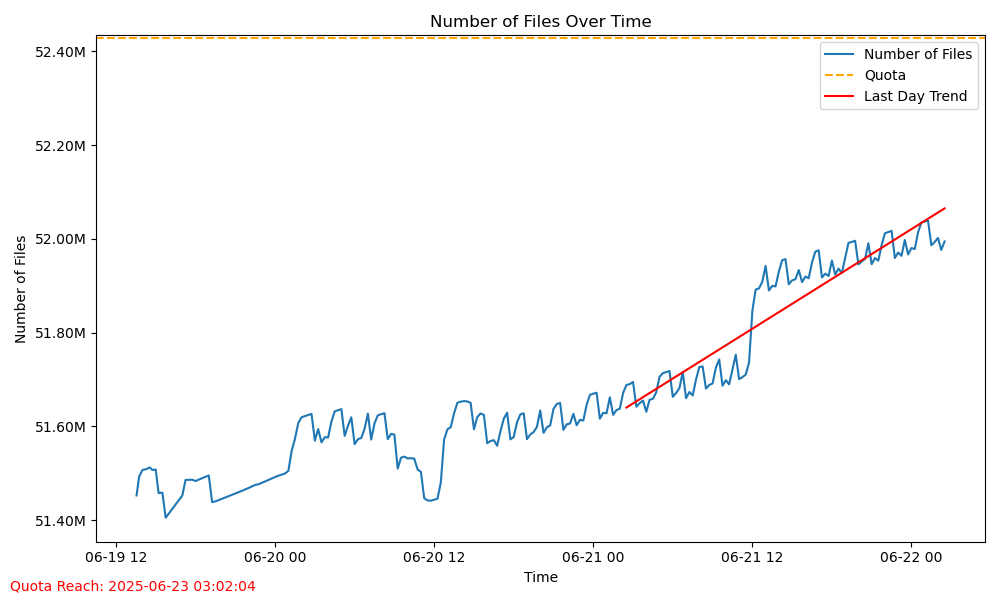 Number of Files Over Time
Number of Files
Quota
Last Day Trend
52.40M
52.20M
52.00M
51.80M
51.60M
51.40M
Number of Files
06-19 12
06-20 00
06-20 12
06-21 00
06-21 12
06-22 00
Time
Quota Reach: 2025-06-23 03:02:04